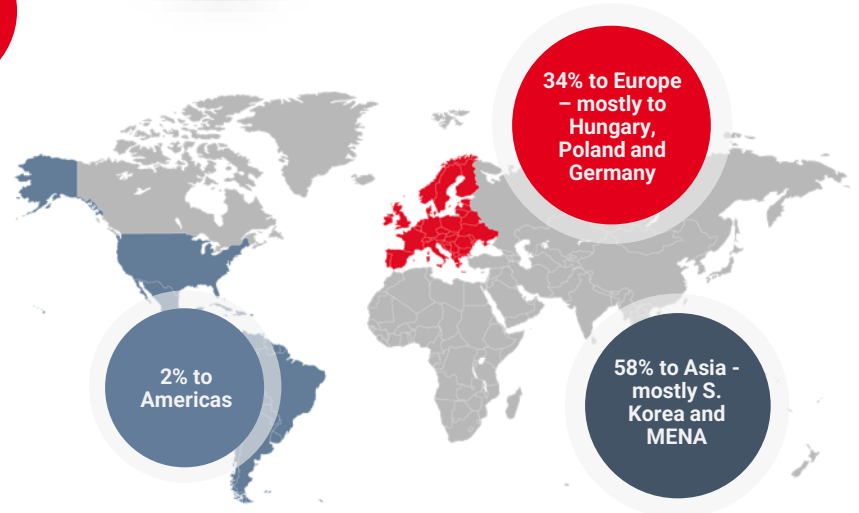 34% to Europe
– mostly to
Hungary,
Poland and
Germany
2% to
Americas
58% to Asia -
mostly S.
Korea and
MENA